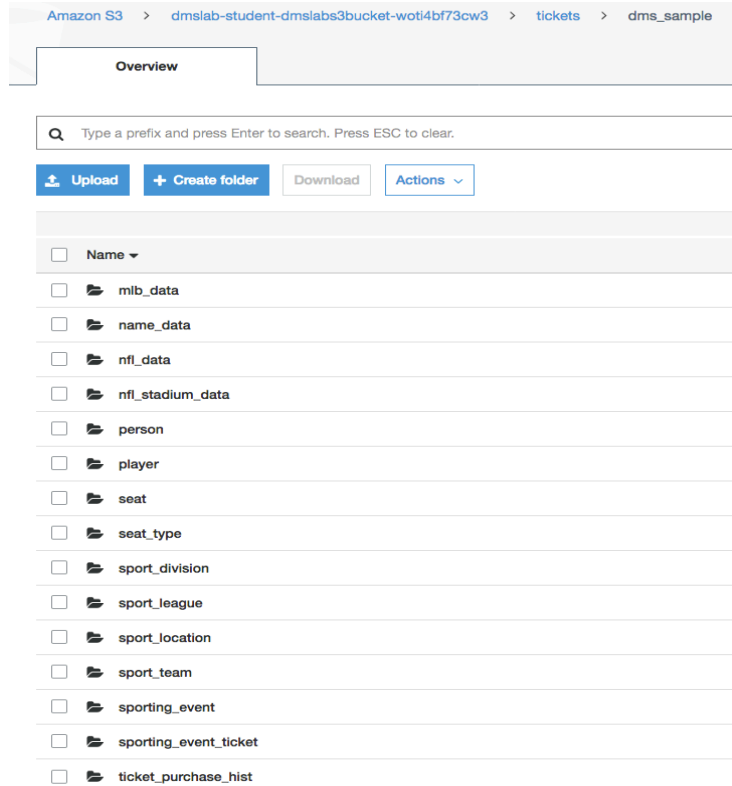 Amazon S3 > dmslab-student-dmslabs3bucket-woti4bf73cw3 > tickets > dms_sample
Overview
Type a prefix and press Enter to search. Press ESC to clear.
Upload + Create folder Download Actions
Name
mlb_data
name_data
nfl_data
nfl_stadium_data
person
player
seat
seat_type
sport_division
sport_league
sport_location
sport_team
sporting_event
sporting_event_ticket
ticket_purchase_hist